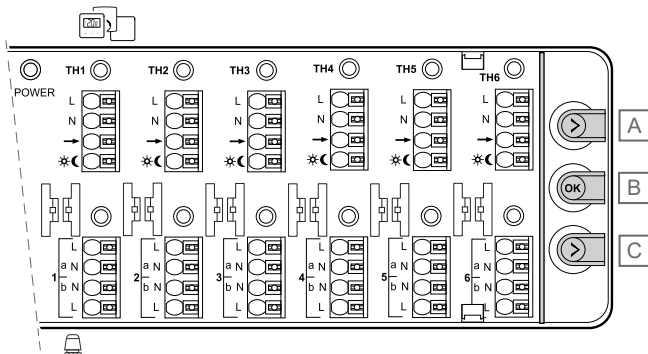 20.x
POWER TH1 TH2 TH3 TH4 TH5 TH6
L L L L L L
N N N N N N
A
OK B
C
L L L L L L
1 a N 2 a N 3 a N 4 a N 5 a N 6 a N
b N b N b N b N b N b N
L L L L L L